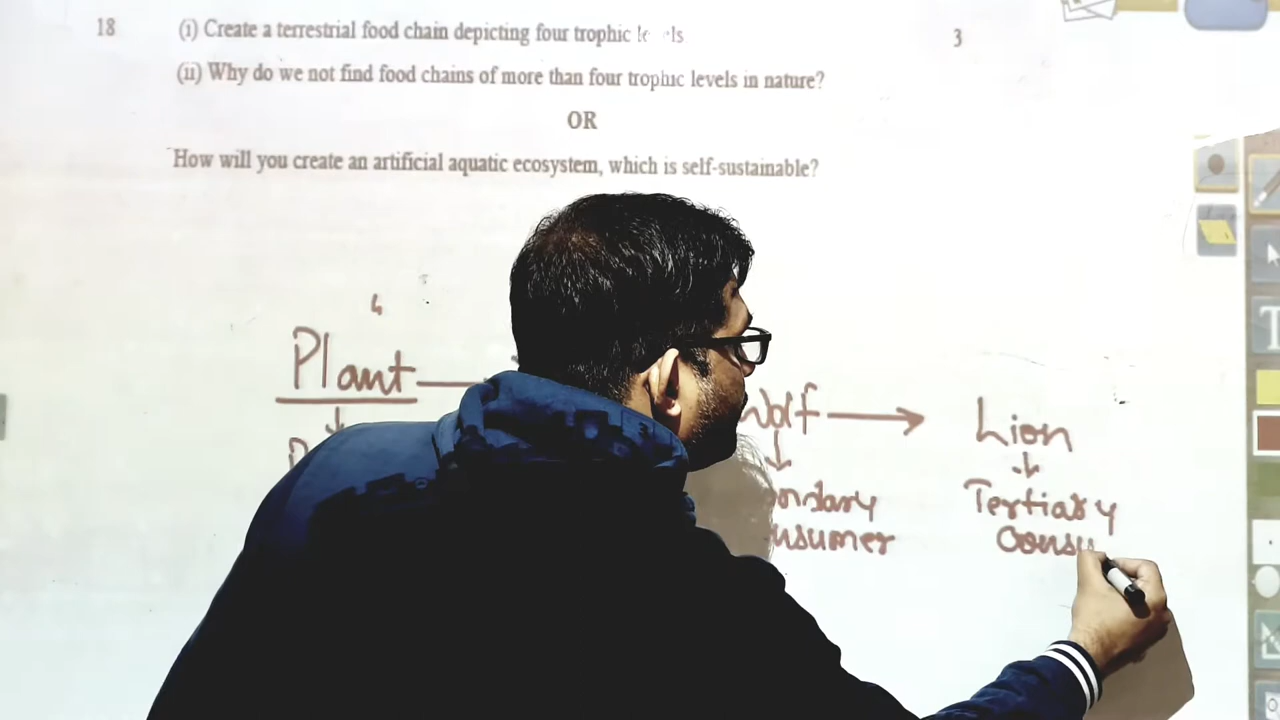 18 (i) Create a terrestrial food chain depicting four trophic 3
(ii) Why do we not find food chains of more than four trophic levels in nature?
OR
How will you create an artificial aquatic ecosystem, which is self-sustainable?
Plant Wolf Lion
Tertiary
Consu